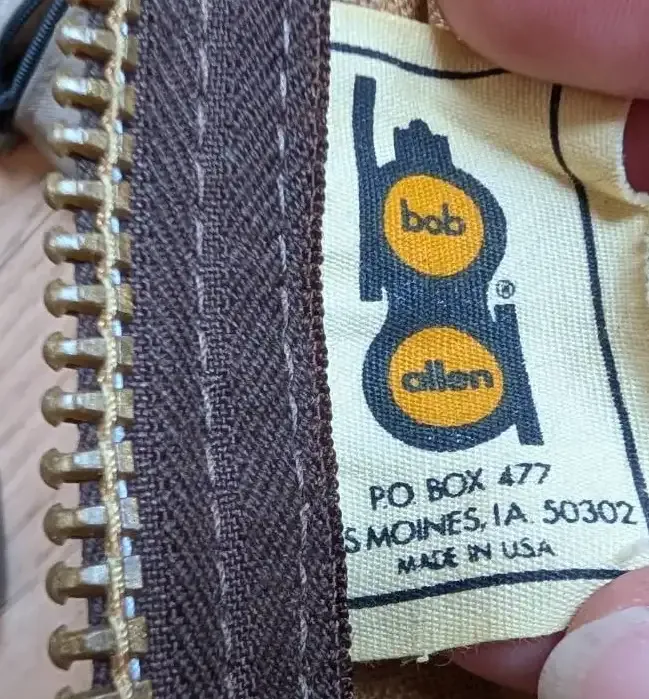 bob
®
allen
P.O BOX 477
S MOINES, IA. 50302
MADE IN USA